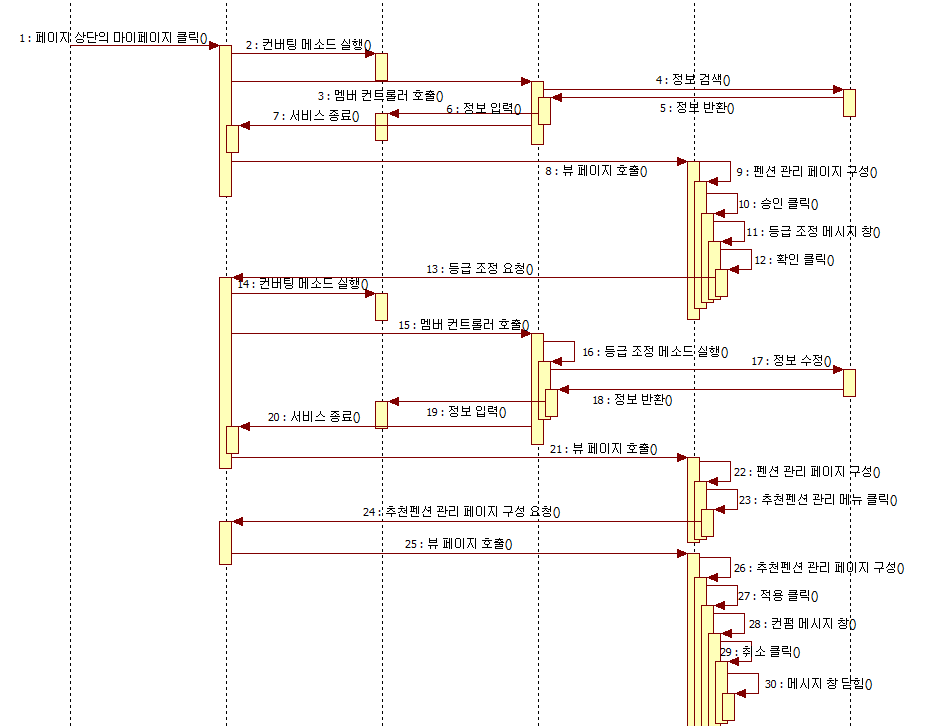 1 : 페이지 상단의 마이페이지 클릭()
2 : 컨버팅 메소드 실행()
3 : 멤버 컨트롤러 호출()
4 : 정보 검색()
5 : 정보 반환()
6 : 정보 입력()
7 : 서비스 종료()
8 : 뷰 페이지 호출()
9 : 펜션 관리 페이지 구성()
10 : 승인 클릭()
11 : 등급 조정 메시지 창()
12 : 확인 클릭()
13 : 등급 조정 요청()
14 : 컨버팅 메소드 실행()
15 : 멤버 컨트롤러 호출()
16 : 등급 조정 메소드 실행()
17 : 정보 수정()
18 : 정보 반환()
19 : 정보 입력()
20 : 서비스 종료()
21 : 뷰 페이지 호출()
22 : 펜션 관리 페이지 구성()
23 : 추천펜션 관리 메뉴 클릭()
24 : 추천펜션 관리 페이지 구성 요청()
25 : 뷰 페이지 호출()
26 : 추천펜션 관리 페이지 구성()
27 : 적용 클릭()
28 : 컨펌 메시지 창()
29 : 취소 클릭()
30 : 메시지 창 닫힘()